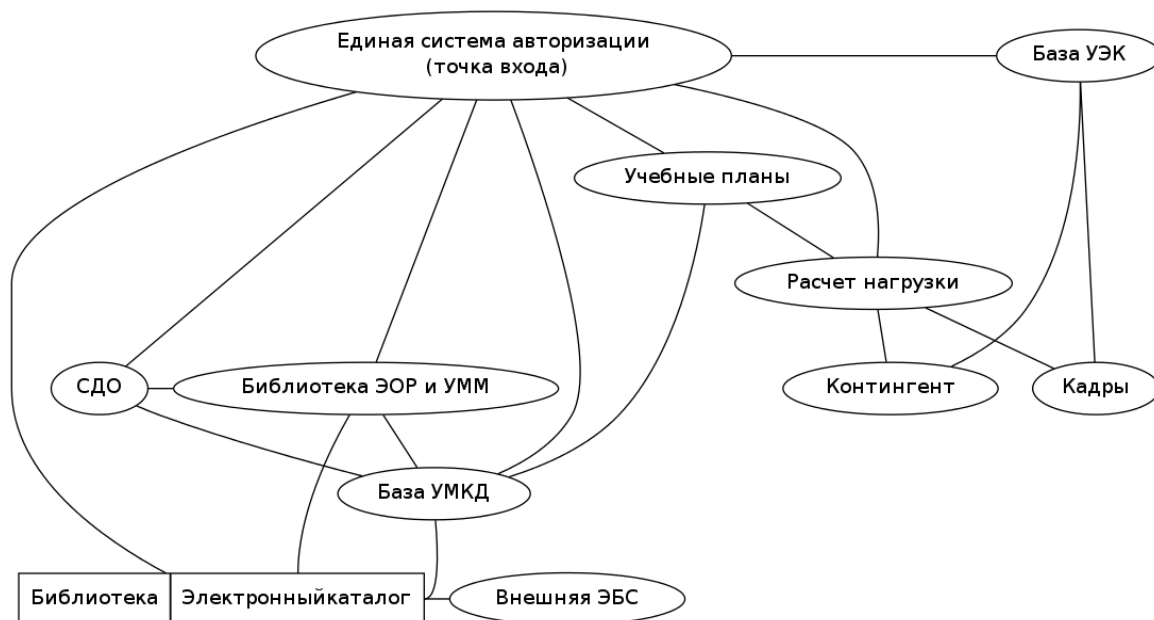 Единая система авторизации
(точка входа)
База УЭК
Учебные планы
Расчет нагрузки
СДО
Библиотека ЭОР и УММ
Контингент
Кадры
База УМКД
Библиотека
Электронныйкаталог
Внешняя ЭБС